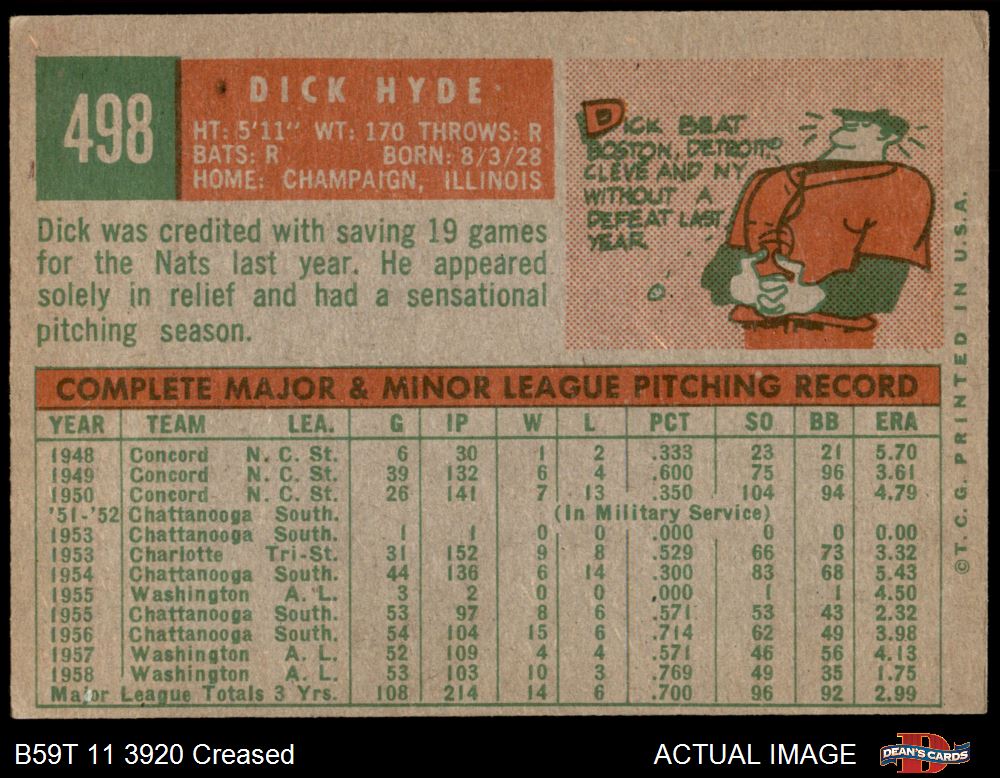 498
DICK HYDE
HT: 5'11" WT: 170 THROWS: R
BATS: R BORN: 8/3/28
HOME: CHAMPAIGN, ILLINOIS
DICK BEAT
BOSTON, DETROIT,
CLEVE AND NY
WITHOUT A
DEFEAT LAST
YEAR
Dick was credited with saving 19 games
for the Nats last year. He appeared
solely in relief and had a sensational
pitching season.
COMPLETE MAJOR & MINOR LEAGUE PITCHING RECORD
YEAR TEAM LEA. G IP W L PCT SO BB ERA
1948 Concord N. C. St. 6 30 1 2 .333 23 21 5.70
1949 Concord N. C. St. 39 132 6 4 .600 75 96 3.61
1950 Concord N. C. St. 26 141 7 13 .350 104 94 4.79
'51-'52 Chattanooga South. (In Military Service)
1953 Chattanooga South. 1 1 0 0 .000 0 0 0.00
1953 Charlotte Tri-St. 31 152 9 8 .529 66 73 3.32
1954 Chattanooga South. 44 136 6 14 .300 83 68 5.43
1955 Washington A. L. 3 2 0 0 .000 1 1 4.50
1955 Chattanooga South. 53 97 8 6 .571 53 43 2.32
1956 Chattanooga South. 54 104 15 6 .714 62 49 3.98
1957 Washington A. L. 52 109 4 4 .571 46 56 4.13
1958 Washington A. L. 53 103 10 3 .769 49 35 1.75
Major League Totals 3 Yrs. 108 214 14 6 .700 96 92 2.99
© T. C. G. PRINTED IN U.S.A.
B59T 11 3920 Creased
ACTUAL IMAGE
DEAN'S CARDS